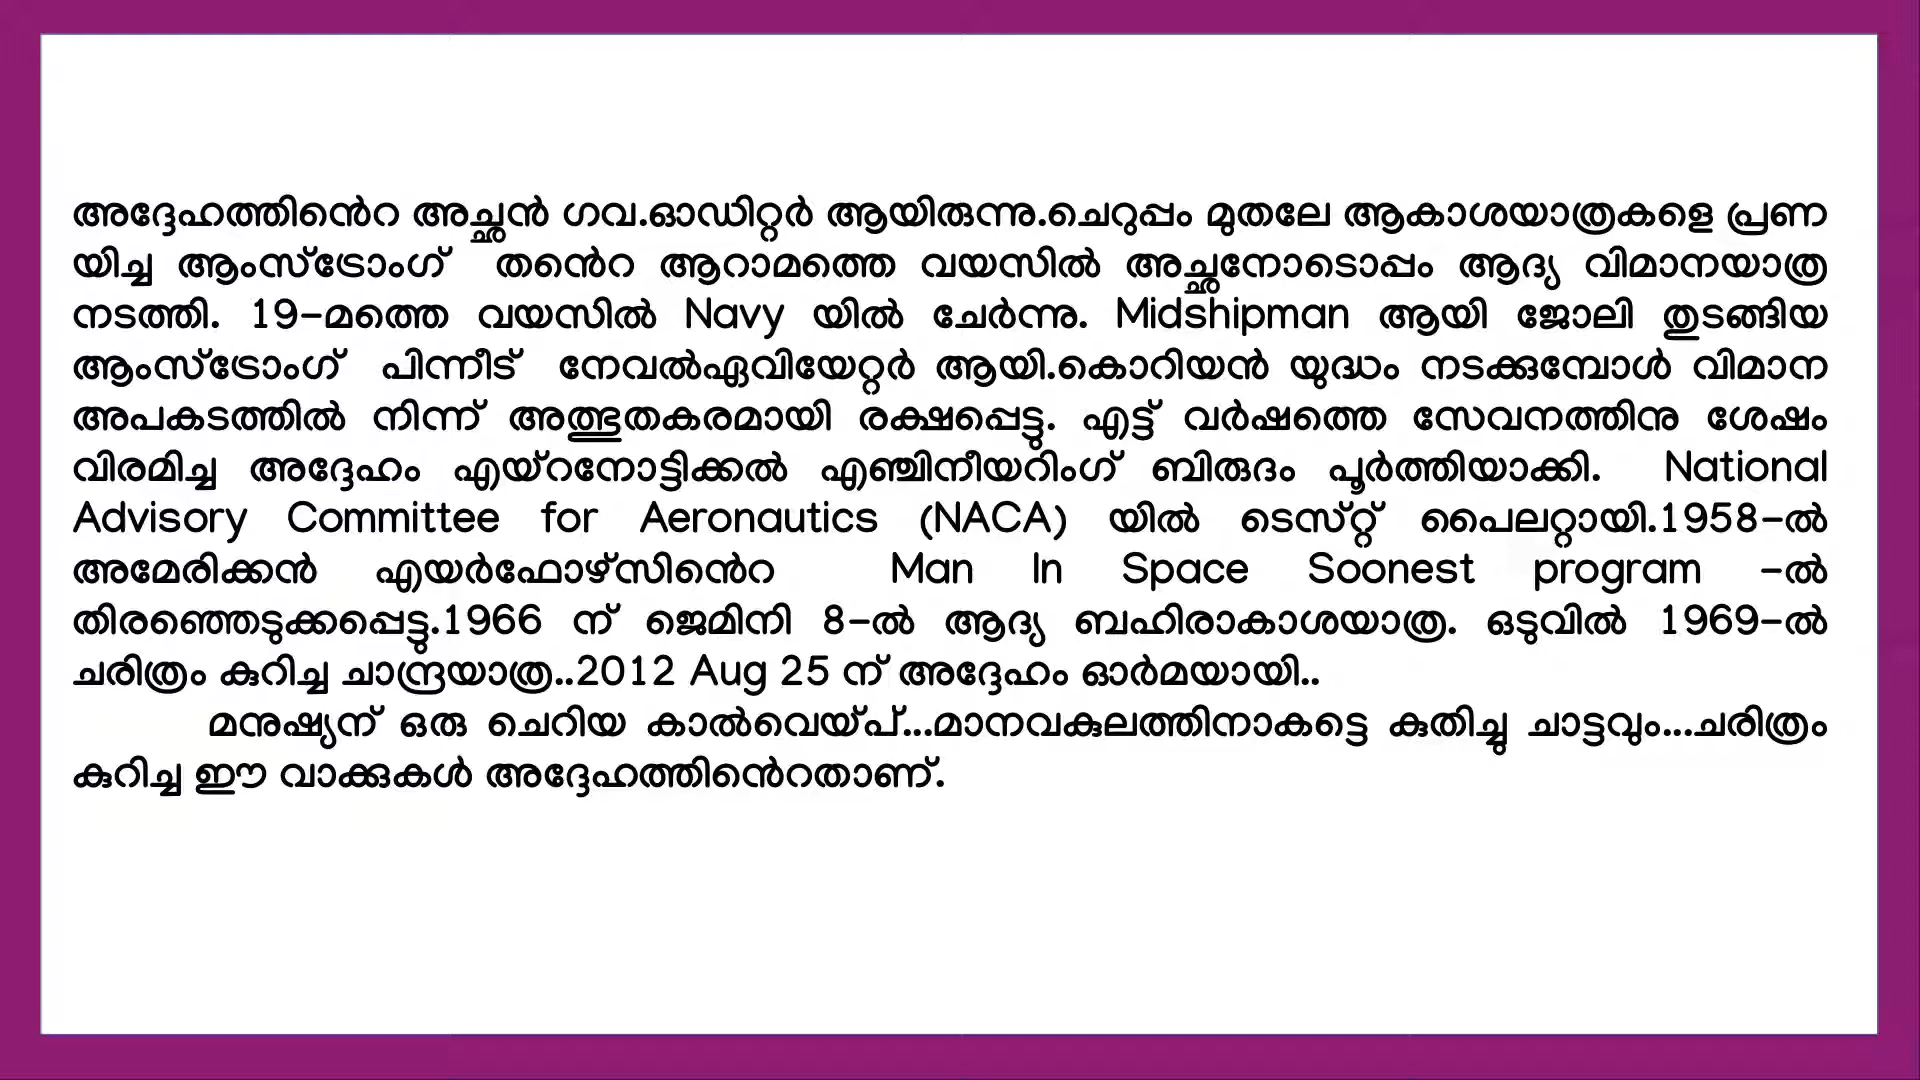 അദ്ദേഹത്തിൻെറ അച്ഛൻ ഗവ.ഓഡിറ്റർ ആയിരുന്നു.ചെറുപ്പം മുതലേ ആകാശയാത്രകളെ പ്രണ
യിച്ച ആംസ്ട്രോംഗ് തൻെറ ആറാമത്തെ വയസിൽ അച്ഛനോടൊപ്പം ആദ്യ വിമാനയാത്ര
നടത്തി. 19-മത്തെ വയസിൽ Navy യിൽ ചേർന്നു. Midshipman ആയി ജോലി തുടങ്ങിയ
ആംസ്ട്രോംഗ് പിന്നീട് നേവൽഏവിയേറ്റർ ആയി.കൊറിയൻ യുദ്ധം നടക്കുമ്പോൾ വിമാന
അപകടത്തിൽ നിന്ന് അത്ഭുതകരമായി രക്ഷപ്പെട്ടു. എട്ട് വർഷത്തെ സേവനത്തിനു ശേഷം
വിരമിച്ച അദ്ദേഹം എയ്റനോട്ടിക്കൽ എഞ്ചിനീയറിംഗ് ബിരുദം പൂർത്തിയാക്കി. National
Advisory Committee for Aeronautics (NACA) യിൽ ടെസ്റ്റ് പൈലറ്റായി.1958-ൽ
അമേരിക്കൻ എയർഫോഴ്സിൻെറ Man In Space Soonest program -ൽ
തിരഞ്ഞെടുക്കപ്പെട്ടു.1966 ന് ജെമിനി 8-ൽ ആദ്യ ബഹിരാകാശയാത്ര. ഒടുവിൽ 1969-ൽ
ചരിത്രം കുറിച്ച ചാന്ദ്രയാത്ര..2012 Aug 25 ന് അദ്ദേഹം ഓർമയായി..
മനുഷ്യന് ഒരു ചെറിയ കാൽവെയ്പ്...മാനവകുലത്തിനാകട്ടെ കുതിച്ചു ചാട്ടവും...ചരിത്രം
കുറിച്ച ഈ വാക്കുകൾ അദ്ദേഹത്തിൻെറതാണ്.